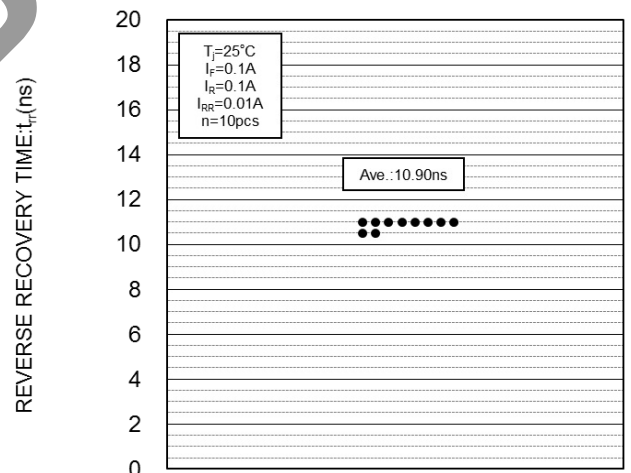 REVERSE RECOVERY TIME:trr(ns)
20
18
16
14
12
10
8
6
4
2
0
Tj=25°C
IF=0.1A
IR=0.1A
IRR=0.01A
n=10pcs
Ave.:10.90ns